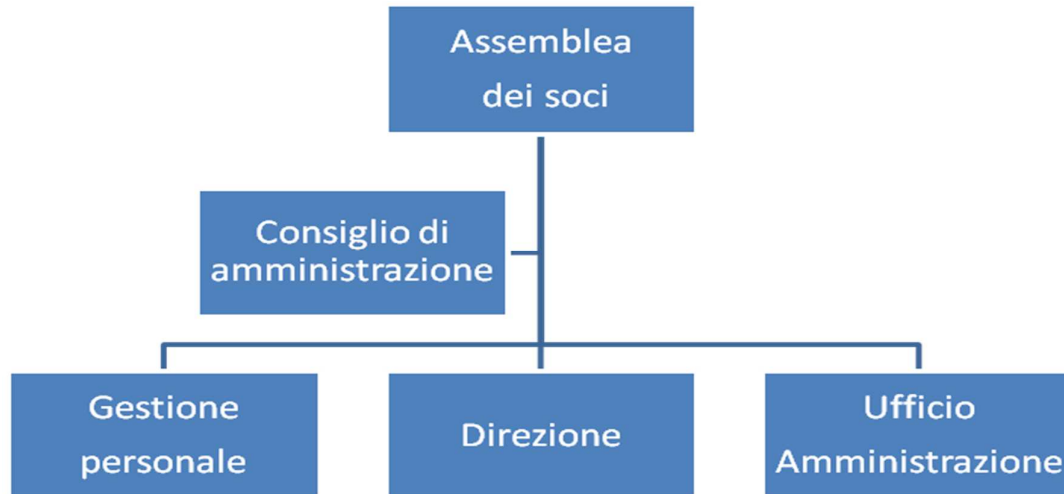 Assemblea
dei soci
Consiglio di
amministrazione
Gestione
personale
Direzione
Ufficio
Amministrazione